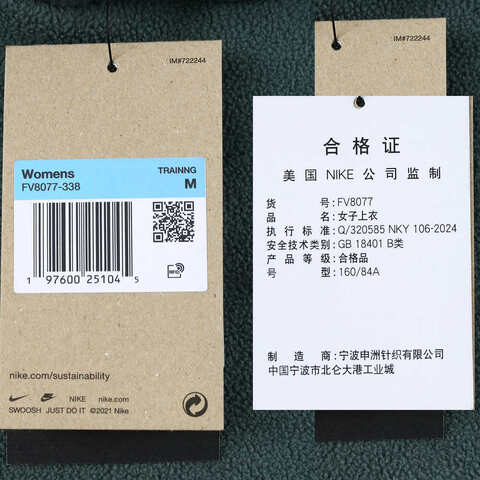 IM#722244
Womens
TRAINNG
FV8077-338
M
1 97600 25104 5
RFID
nike.com/sustainability
NIKE nike.com
SWOOSH JUST DO IT ©2021 Nike
IM#722244
合格证
美国 NIKE 公司监制
货号:FV8077
品名:女子上衣
执行标准:Q/320585 NKY 106-2024
安全技术类别:GB 18401 B类
产品等级:合格品
号型:160/84A
制造商:宁波申洲针织有限公司
中国宁波市北仑大港工业城